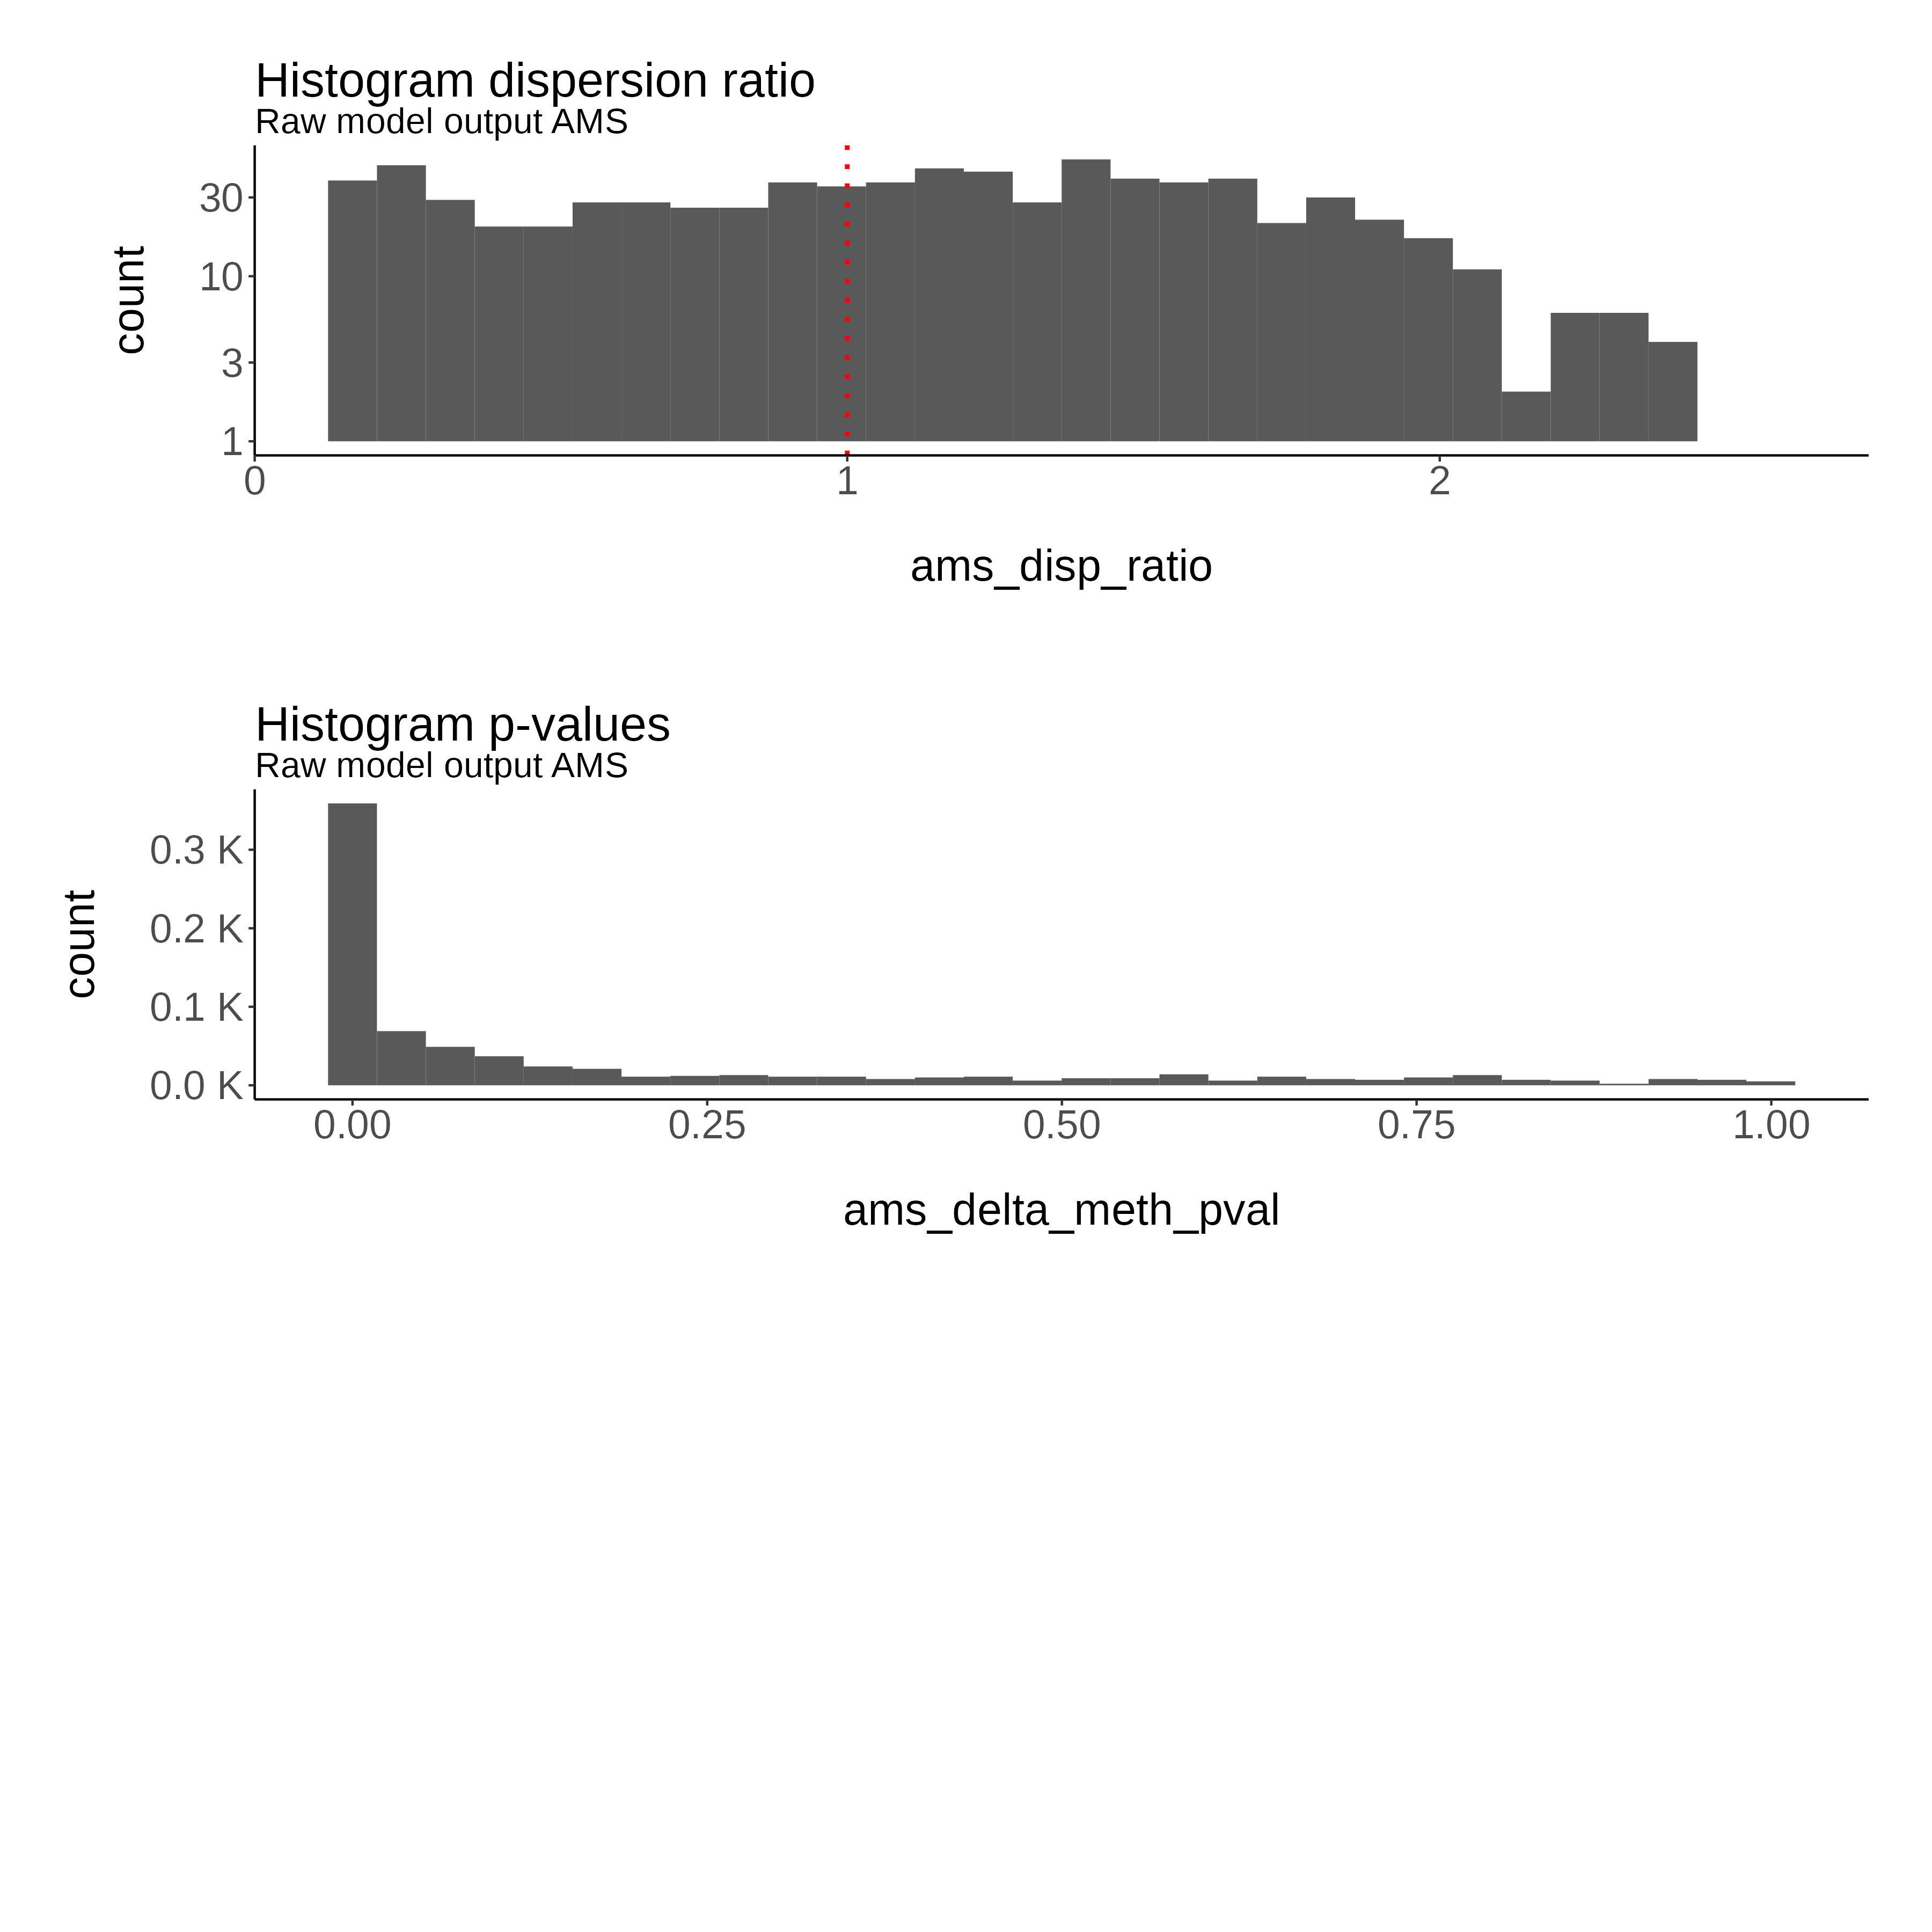 Histogram dispersion ratio
Raw model output AMS
count
30
10
3
1
0 1 2
ams_disp_ratio
Histogram p-values
Raw model output AMS
count
0.3 K
0.2 K
0.1 K
0.0 K
0.00 0.25 0.50 0.75 1.00
ams_delta_meth_pval